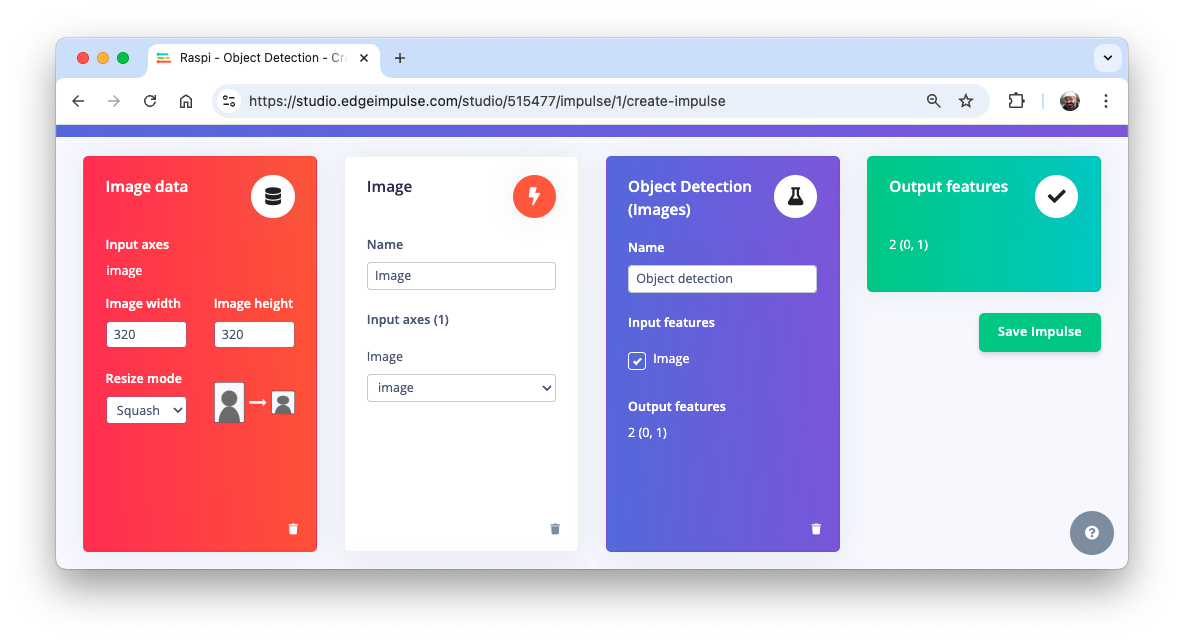 Raspi - Object Detection - Cr
https://studio.edgeimpulse.com/studio/515477/impulse/1/create-impulse
Image data
Input axes
image
Image width
Image height
320
320
Resize mode
Squash
Image
Name
Image
Input axes (1)
Image
image
Object Detection
(Images)
Name
Object detection
Input features
Image
Output features
2 (0, 1)
Output features
2 (0, 1)
Save Impulse
?